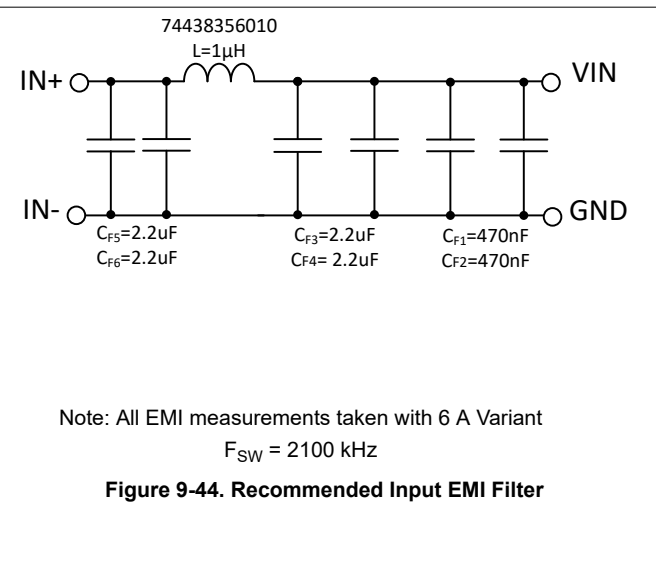 74438356010
L=1µH
IN+
VIN
IN-
GND
CF5=2.2uF
CF6=2.2uF
CF3=2.2uF
CF4= 2.2uF
CF1=470nF
CF2=470nF
Note: All EMI measurements taken with 6 A Variant
FSW = 2100 kHz
Figure 9-44. Recommended Input EMI Filter